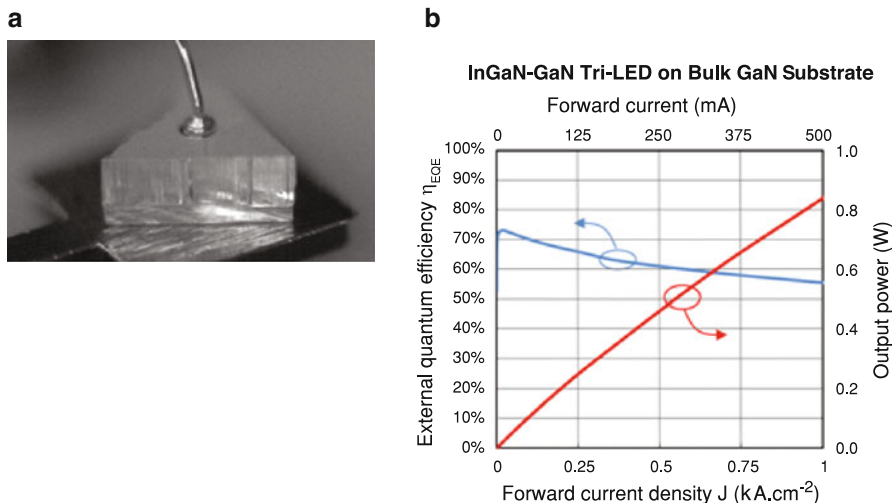 a
b
InGaN-GaN Tri-LED on Bulk GaN Substrate
Forward current (mA)
0 125 250 375 500
100%
90%
80%
70%
60%
50%
40%
30%
20%
10%
0%
External quantum efficiency ηEQE
1.0
0.8
0.6
0.4
0.2
0.0
Output power (W)
0 0.25 0.5 0.75 1
Forward current density J (kA.cm⁻²)